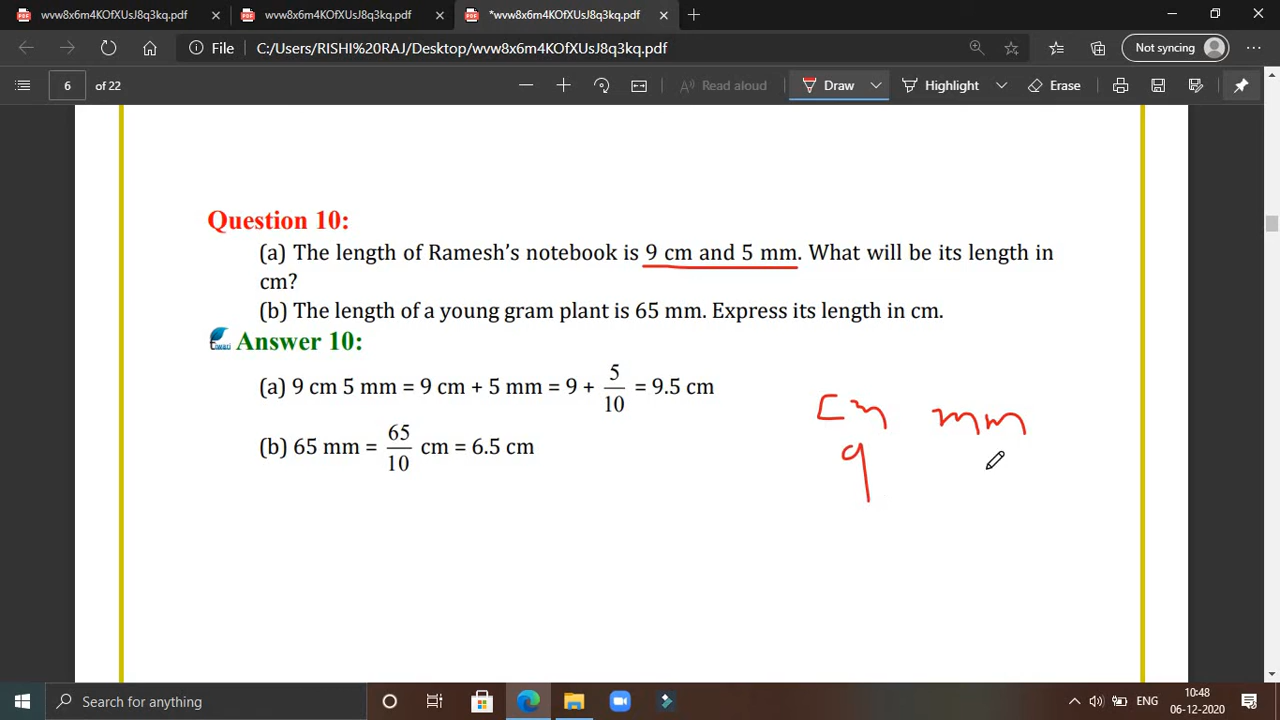 wvw8x6m4KOfXUsJ8q3kq.pdf
wvw8x6m4KOfXUsJ8q3kq.pdf
*wvw8x6m4KOfXUsJ8q3kq.pdf
File C:/Users/RISHI%20RAJ/Desktop/wvw8x6m4KOfXUsJ8q3kq.pdf Not syncing
6 of 22 Read aloud Draw Highlight Erase
Question 10:
(a) The length of Ramesh’s notebook is 9 cm and 5 mm. What will be its length in
cm?
(b) The length of a young gram plant is 65 mm. Express its length in cm.
Answer 10:
(a) 9 cm 5 mm = 9 cm + 5 mm = 9 + 5/10 = 9.5 cm
(b) 65 mm = 65/10 cm = 6.5 cm
cm mm
9
Search for anything
ENG
10:48
06-12-2020